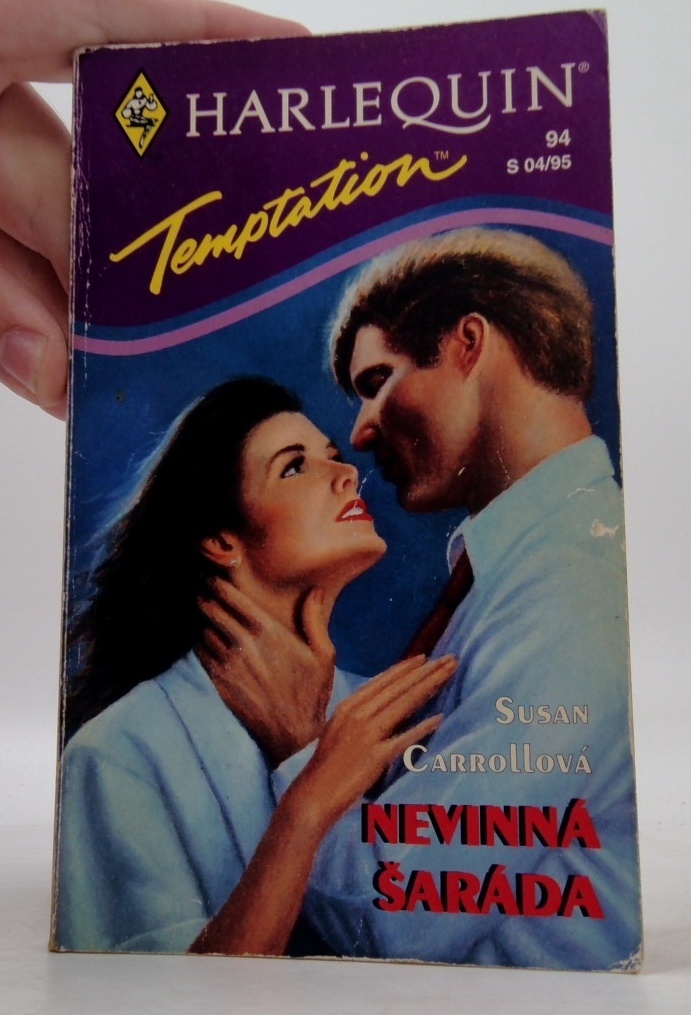 HARLEQUIN®
94
S 04/95
Temptation™
SUSAN
CARROLLOVÁ
NEVINNÁ
ŠARÁDA